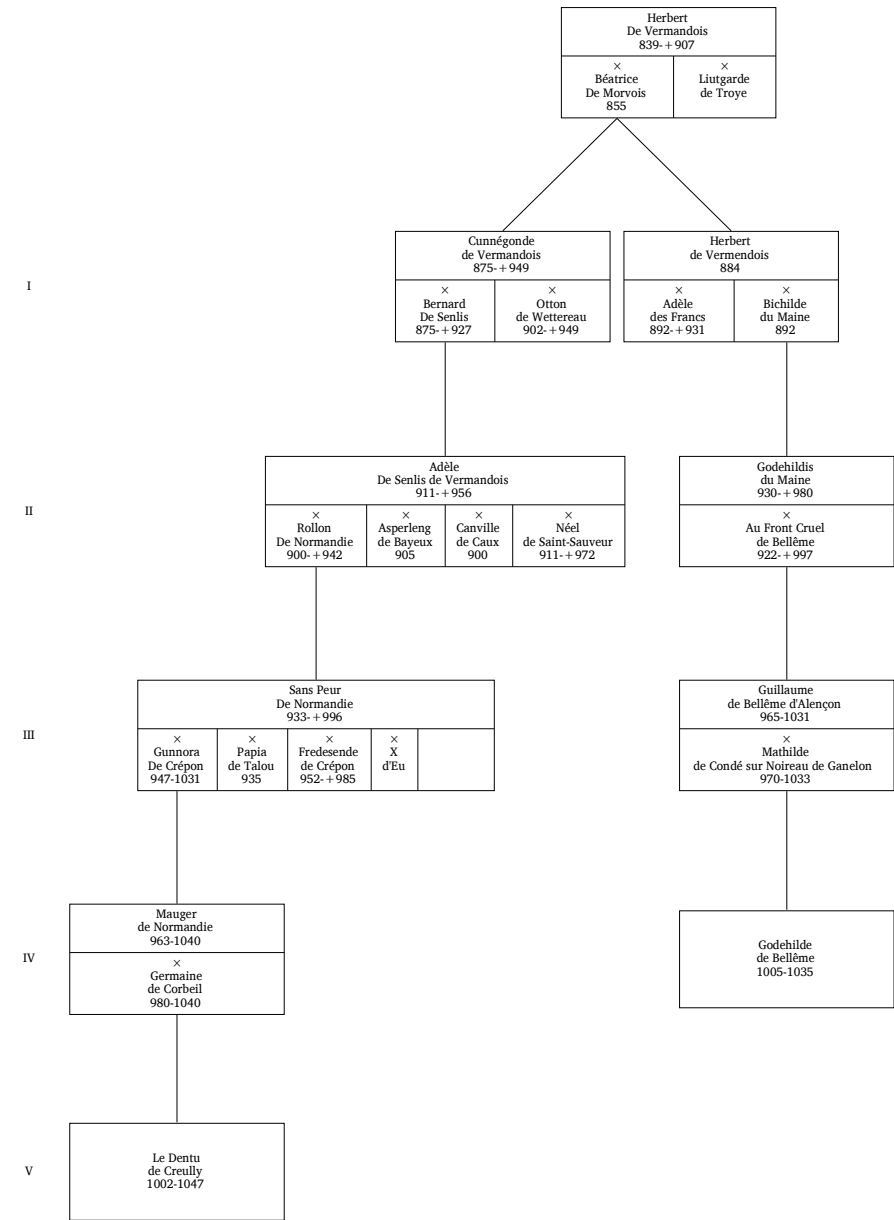 Herbert
De Vermandois
839-+907
×
Béatrice
De Morvois
855
×
Liutgarde
de Troye
I
Cunnégonde
de Vermandois
875-+949
×
Bernard
De Senlis
875-+927
×
Otton
de Wettereau
902-+949
Herbert
de Vermendois
884
×
Adèle
des Francs
892-+931
×
Bichilde
du Maine
892
II
Adèle
De Senlis de Vermandois
911-+956
×
Rollon
De Normandie
900-+942
×
Asperleng
de Bayeux
905
×
Canville
de Caux
900
×
Néel
de Saint-Sauveur
911-+972
Godehildis
du Maine
930-+980
×
Au Front Cruel
de Bellême
922-+997
III
Sans Peur
De Normandie
933-+996
×
Gunnora
De Crépon
947-1031
×
Papia
de Talou
935
×
Fredesende
de Crépon
952-+985
×
X
d'Eu
Guillaume
de Bellême d'Alençon
965-1031
×
Mathilde
de Condé sur Noireau de Ganelon
970-1033
IV
Mauger
de Normandie
963-1040
×
Germaine
de Corbeil
980-1040
Godehilde
de Bellême
1005-1035
V
Le Dentu
de Creully
1002-1047